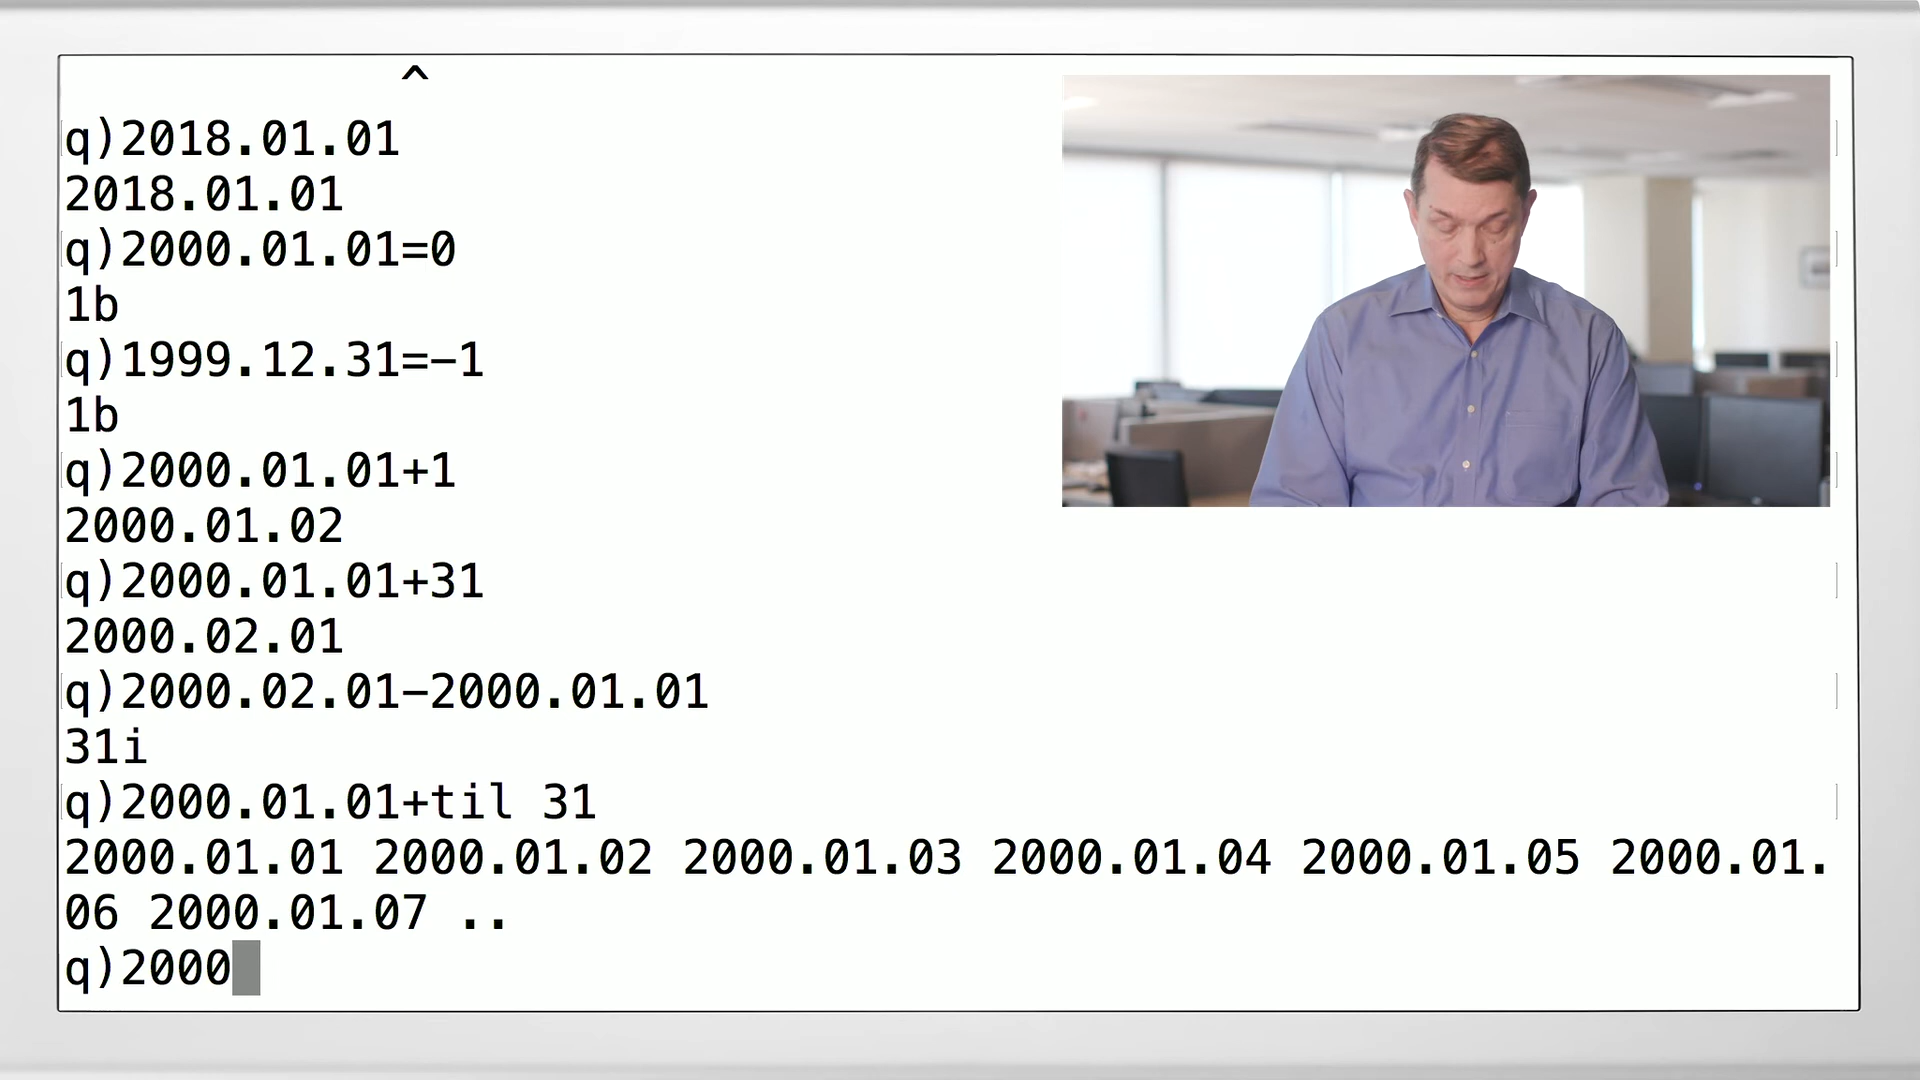 ^
q)2018.01.01
2018.01.01
q)2000.01.01=0
1b
q)1999.12.31=-1
1b
q)2000.01.01+1
2000.01.02
q)2000.01.01+31
2000.02.01
q)2000.02.01-2000.01.01
31i
q)2000.01.01+til 31
2000.01.01 2000.01.02 2000.01.03 2000.01.04 2000.01.05 2000.01.
06 2000.01.07 ..
q)2000